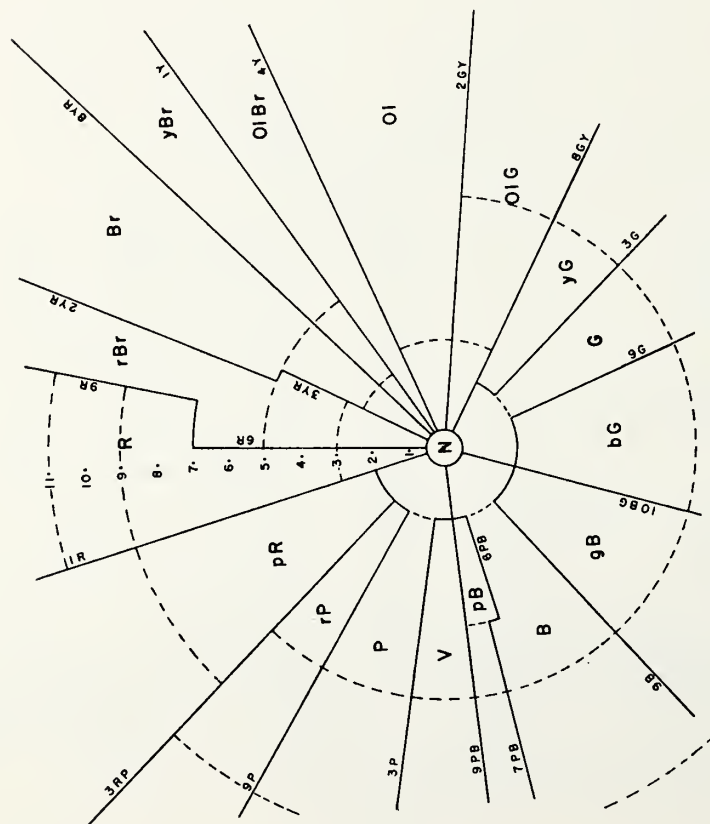 8YR
1Y
4Y
yBr
OlBr
Br
2GY
Ol
2YR
rBr
8GY
OlG
9R
3G
yG
11.
R
3YR
10.
6R
9.
8.
7.
6.
5.
4.
3.
2.
1.
G
9G
N
bG
1R
pR
10BG
gB
rP
6PB
pB
P
V
B
3RP
9P
3P
9PB
7PB
9B